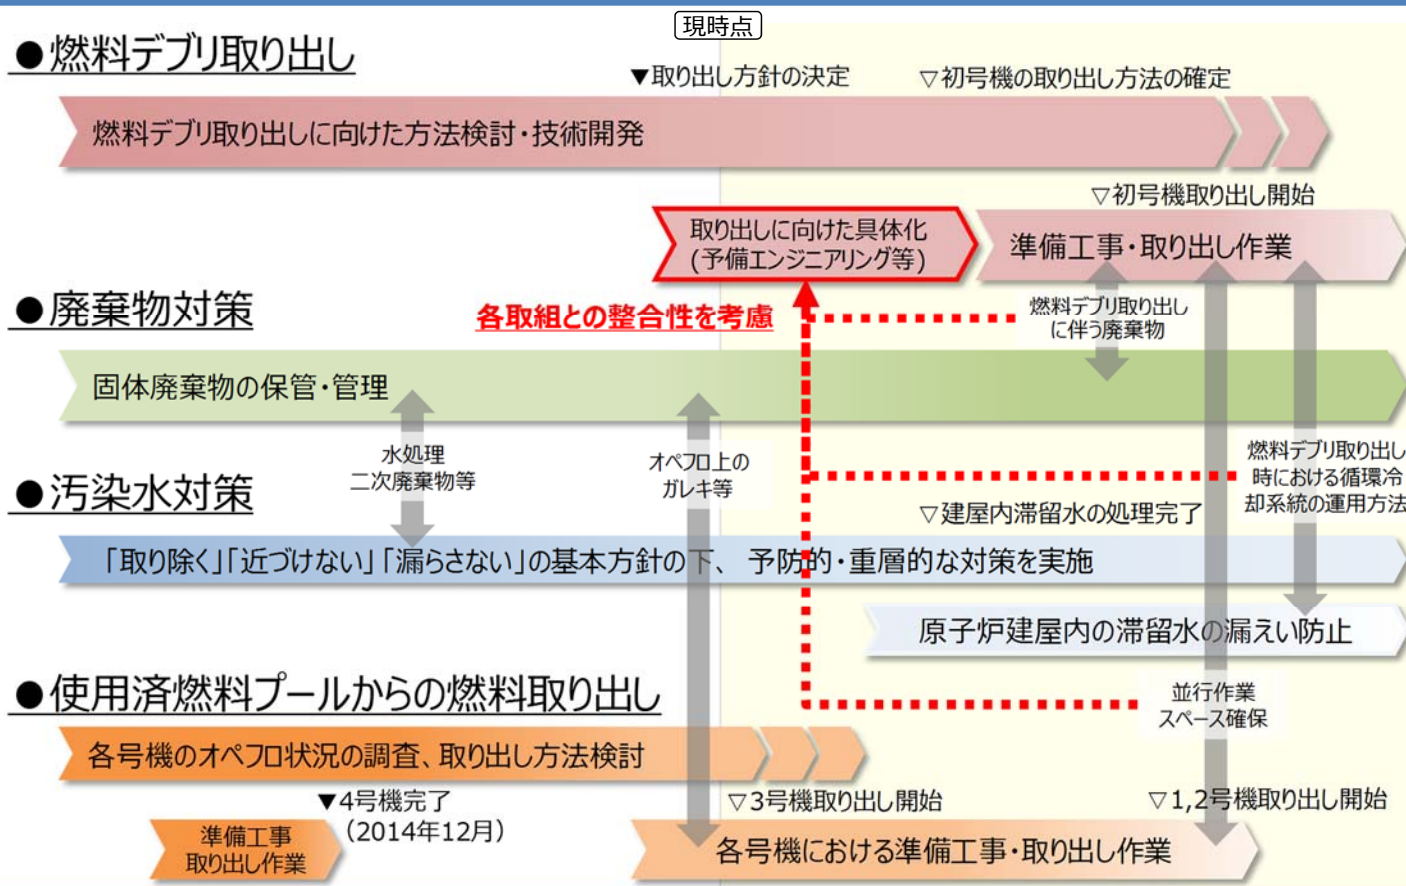 現時点
●燃料デブリ取り出し
▼取り出し方針の決定
▽初号機の取り出し方法の確定
燃料デブリ取り出しに向けた方法検討・技術開発
▽初号機取り出し開始
取り出しに向けた具体化
(予備エンジニアリング等)
準備工事・取り出し作業
●廃棄物対策
各取組との整合性を考慮
燃料デブリ取り出し
に伴う廃棄物
固体廃棄物の保管・管理
水処理
二次廃棄物等
オペフロ上の
ガレキ等
燃料デブリ取り出し
時における循環冷
却系統の運用方法
●汚染水対策
▽建屋内滞留水の処理完了
「取り除く」「近づけない」「漏らさない」の基本方針の下、予防的・重層的な対策を実施
原子炉建屋内の滞留水の漏えい防止
●使用済燃料プールからの燃料取り出し
並行作業
スペース確保
各号機のオペフロ状況の調査、取り出し方法検討
▼4号機完了
(2014年12月)
▽3号機取り出し開始
▽1,2号機取り出し開始
準備工事
取り出し作業
各号機における準備工事・取り出し作業